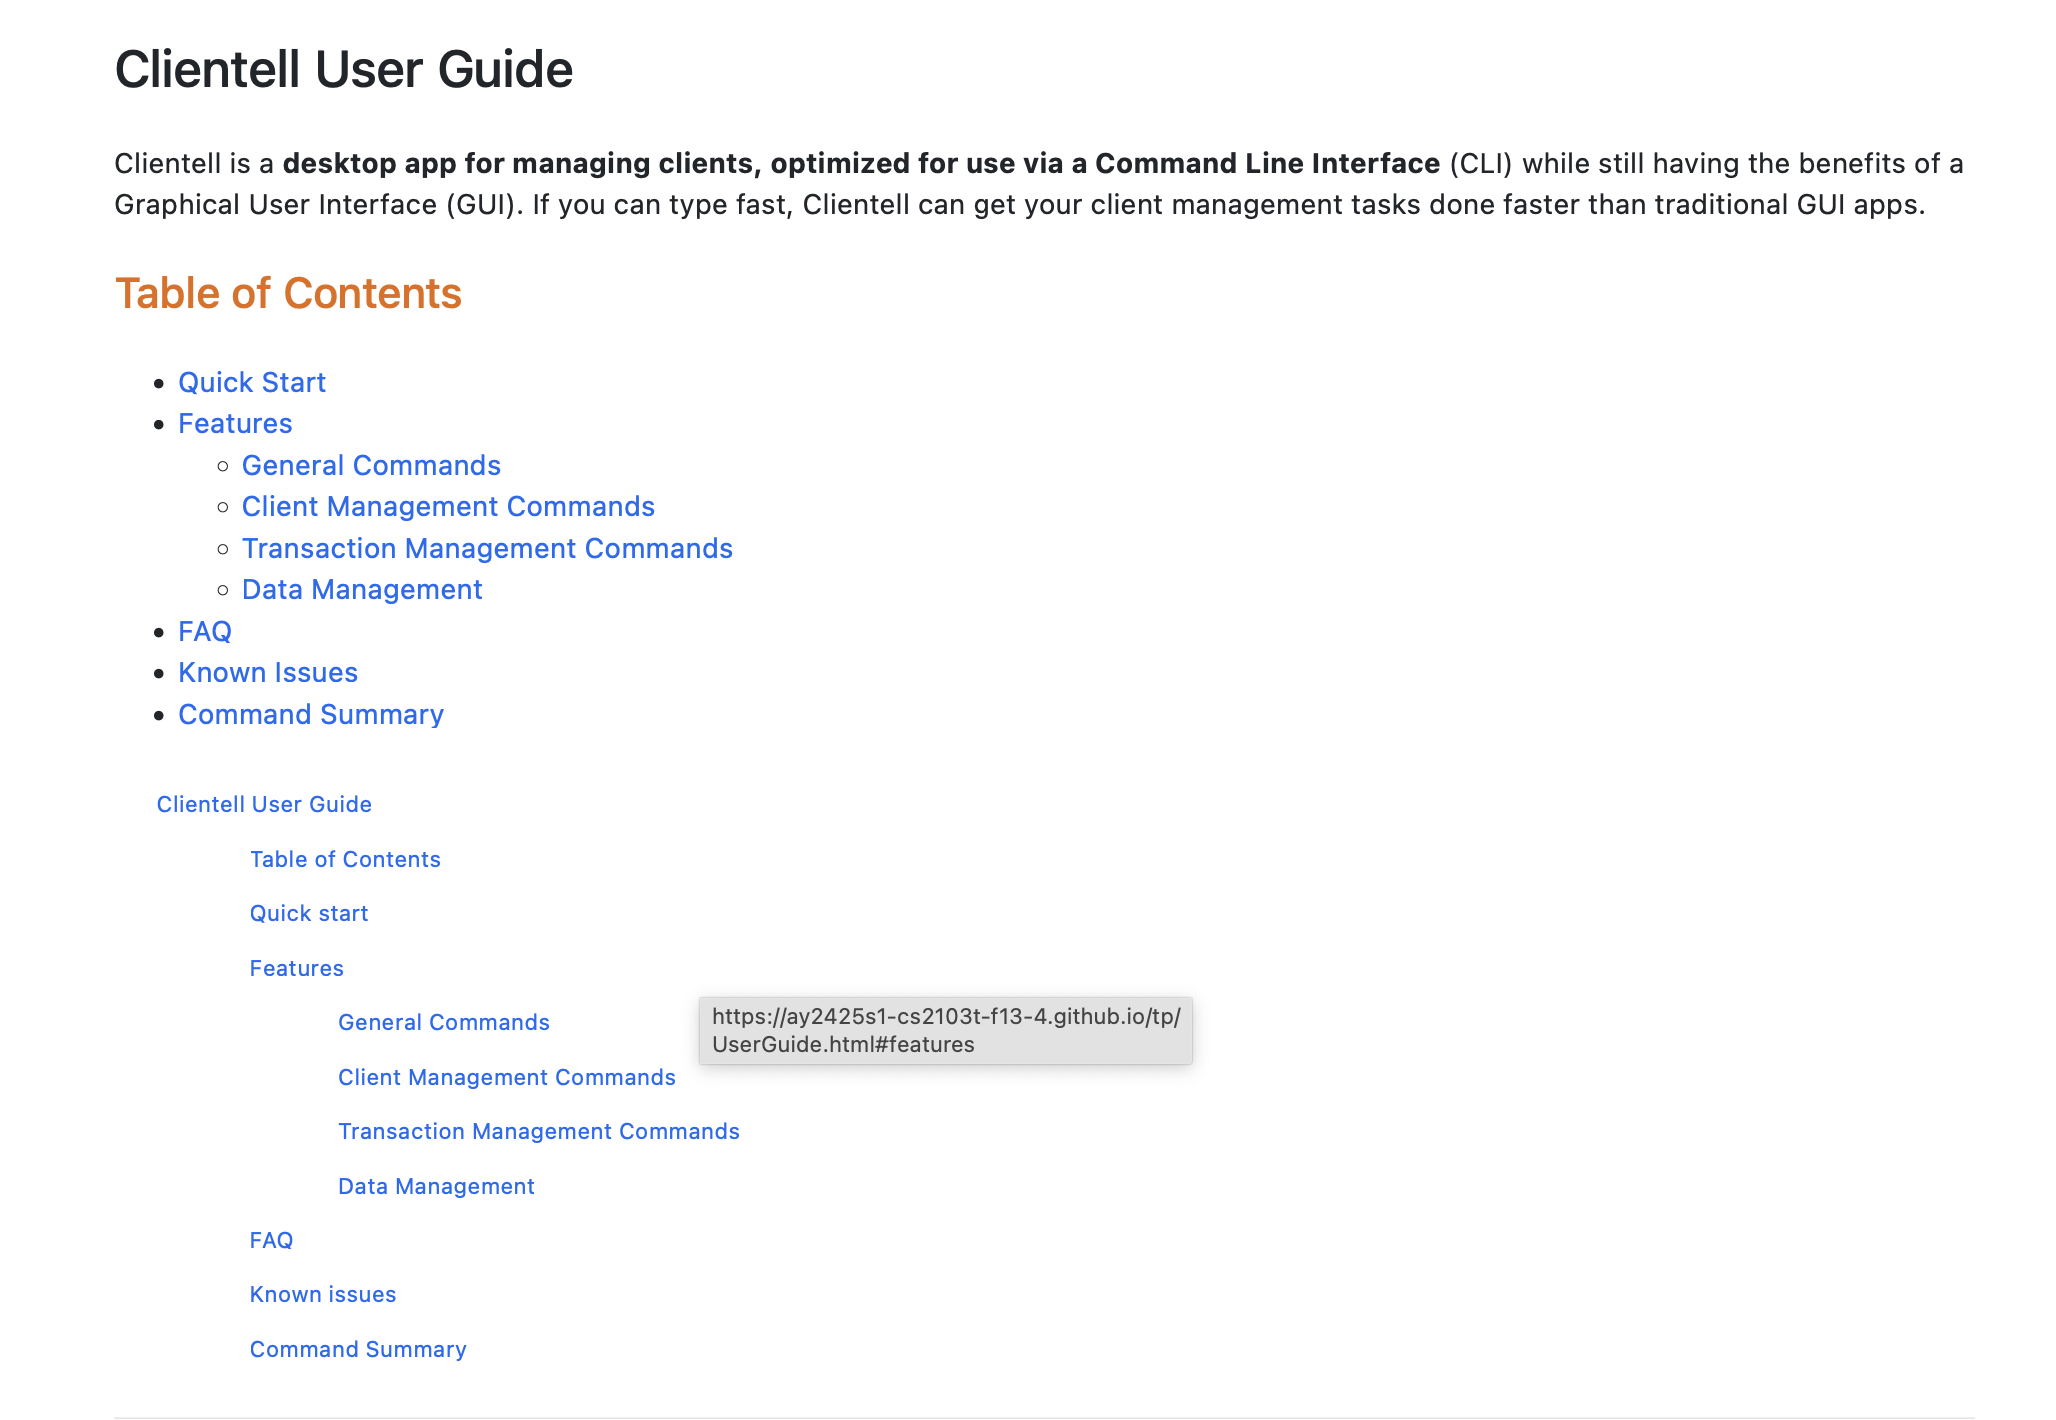 Clientell User Guide
Clientell is a desktop app for managing clients, optimized for use via a Command Line Interface (CLI) while still having the benefits of a
Graphical User Interface (GUI). If you can type fast, Clientell can get your client management tasks done faster than traditional GUI apps.
Table of Contents
Quick Start
Features
General Commands
Client Management Commands
Transaction Management Commands
Data Management
FAQ
Known Issues
Command Summary
Clientell User Guide
Table of Contents
Quick start
Features
General Commands
https://ay2425s1-cs2103t-f13-4.github.io/tp/
UserGuide.html#features
Client Management Commands
Transaction Management Commands
Data Management
FAQ
Known issues
Command Summary